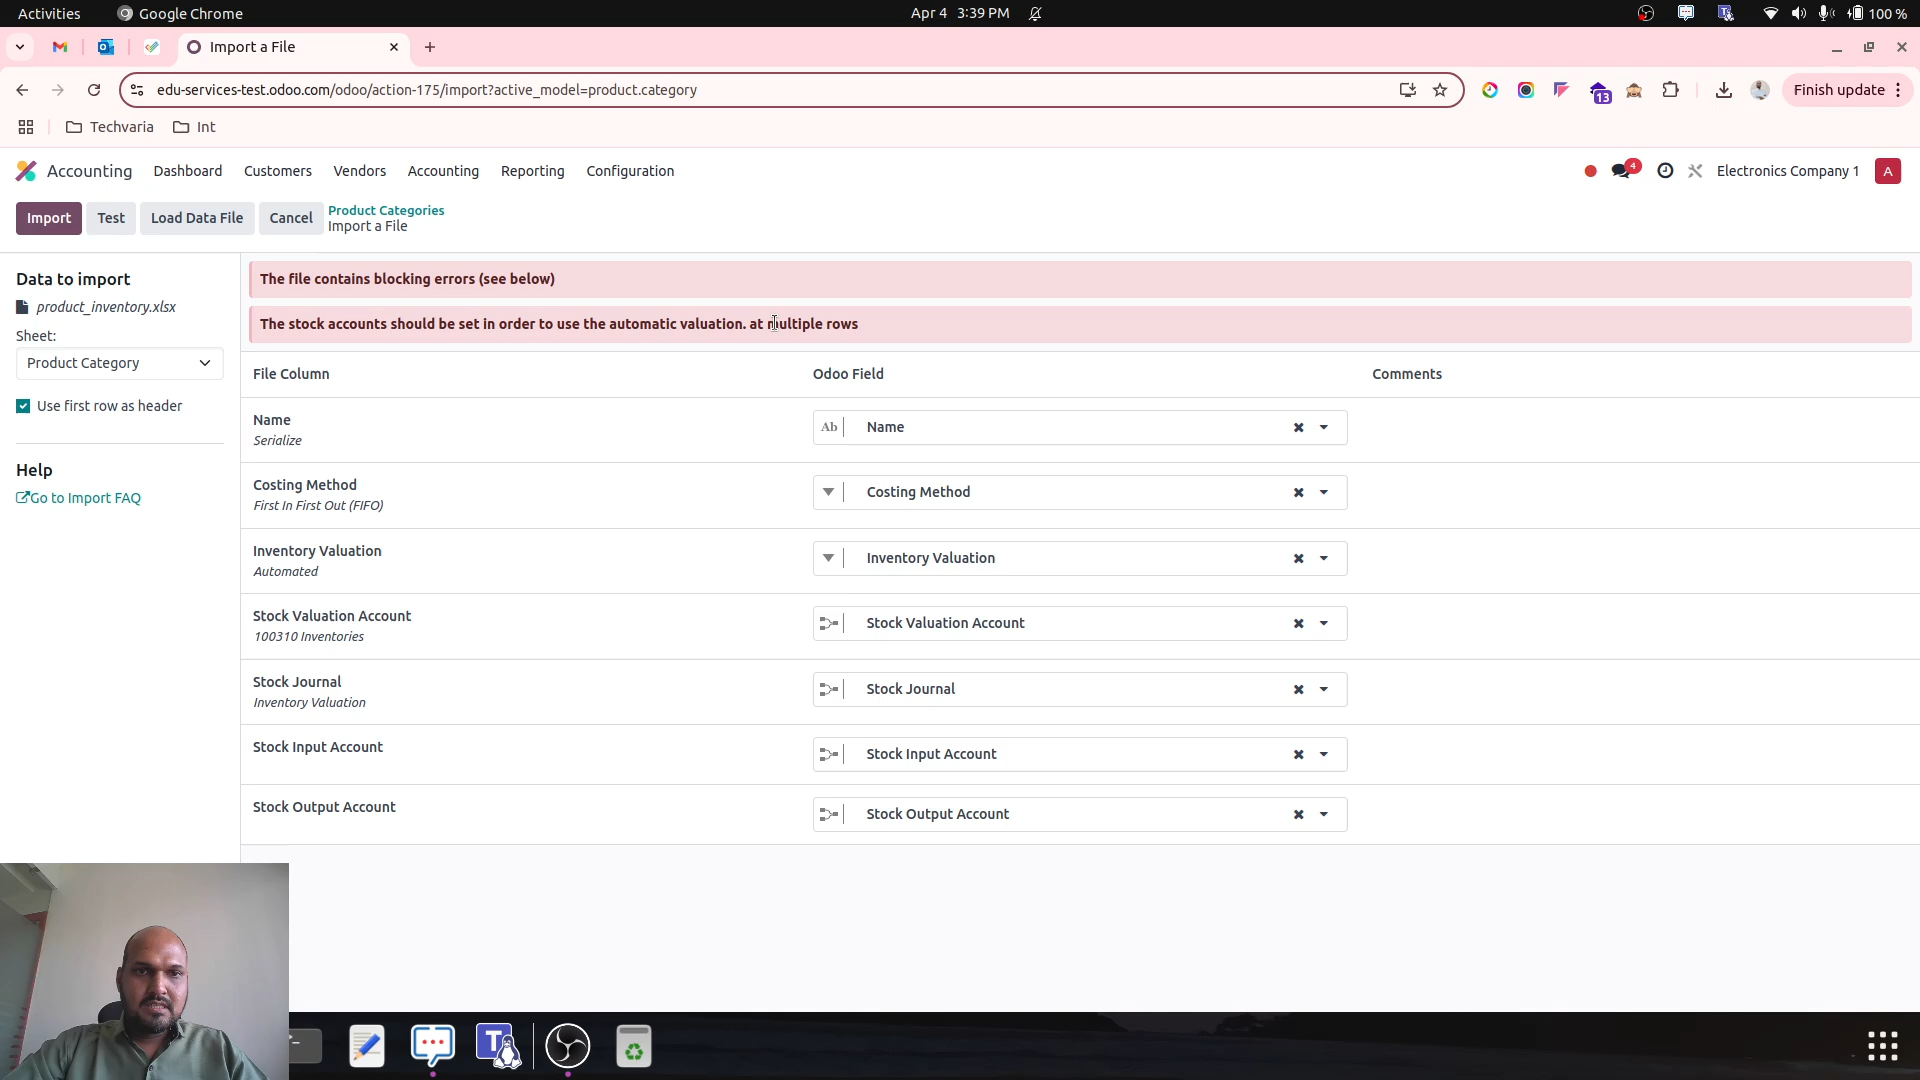 Activities
Google Chrome
Apr 4 3:39 PM
100 %
Import a File
edu-services-test.odoo.com/odoo/action-175/import?active_model=product.category
13
Finish update
Techvaria
Int
Accounting
Dashboard
Customers
Vendors
Accounting
Reporting
Configuration
4
Electronics Company 1
A
Import
Test
Load Data File
Cancel
Product Categories
Import a File
Data to import
product_inventory.xlsx
Sheet:
Product Category
Use first row as header
Help
Go to Import FAQ
The file contains blocking errors (see below)
The stock accounts should be set in order to use the automatic valuation. at multiple rows
File Column
Odoo Field
Comments
Name
Serialize
Ab
Name
Costing Method
First In First Out (FIFO)
Costing Method
Inventory Valuation
Automated
Inventory Valuation
Stock Valuation Account
100310 Inventories
Stock Valuation Account
Stock Journal
Inventory Valuation
Stock Journal
Stock Input Account
Stock Input Account
Stock Output Account
Stock Output Account
T